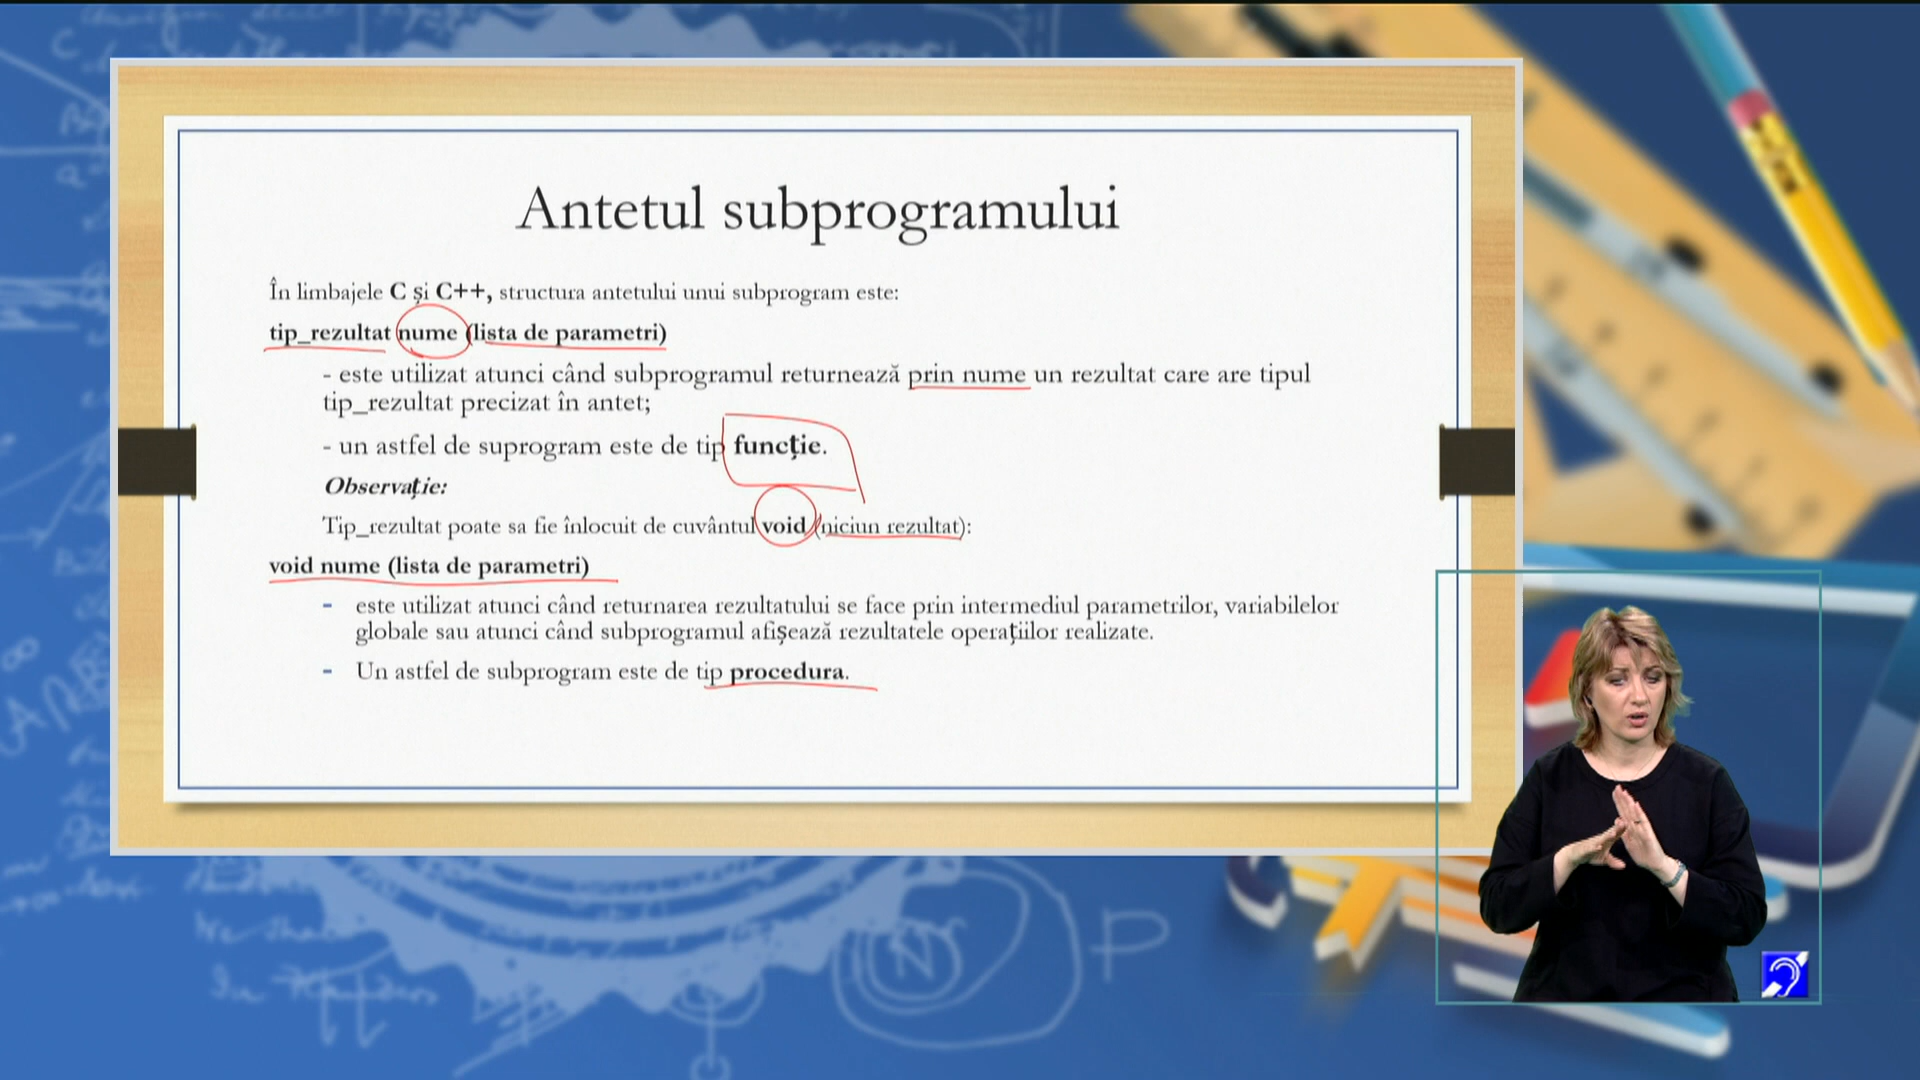 Antetul subprogramului
În limbajele C și C++, structura antetului unui subprogram este:
tip_rezultat nume (lista de parametri)
- este utilizat atunci când subprogramul returnează prin nume un rezultat care are tipul
tip_rezultat precizat în antet;
- un astfel de suprogram este de tip funcție.
Observație:
Tip_rezultat poate sa fie înlocuit de cuvântul void (niciun rezultat):
void nume (lista de parametri)
- este utilizat atunci când returnarea rezultatului se face prin intermediul parametrilor, variabilelor
globale sau atunci când subprogramul afișează rezultatele operațiilor realizate.
- Un astfel de subprogram este de tip procedura.
N
P